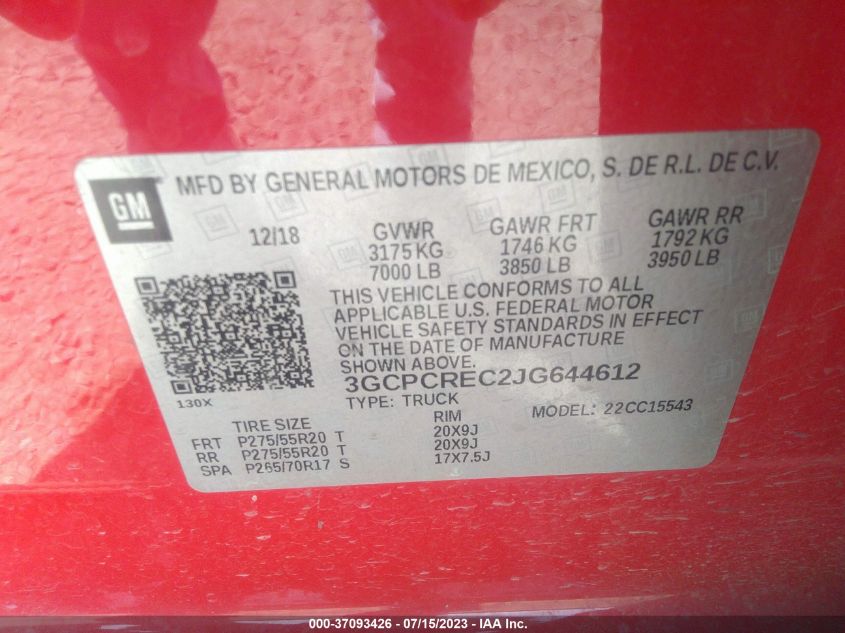 GM
MFD BY GENERAL MOTORS DE MEXICO, S. DE R.L. DE C.V.
12/18 GVWR GAWR FRT GAWR RR
3175 KG 1746 KG 1792 KG
7000 LB 3850 LB 3950 LB
THIS VEHICLE CONFORMS TO ALL
APPLICABLE U.S. FEDERAL MOTOR
VEHICLE SAFETY STANDARDS IN EFFECT
ON THE DATE OF MANUFACTURE
SHOWN ABOVE.
3GCPCREC2JG644612
130X
TYPE: TRUCK MODEL: 22CC15543
TIRE SIZE RIM
FRT P275/55R20 T 20X9J
RR P275/55R20 T 20X9J
SPA P265/70R17 S 17X7.5J
000-37093426 - 07/15/2023 - IAA Inc.